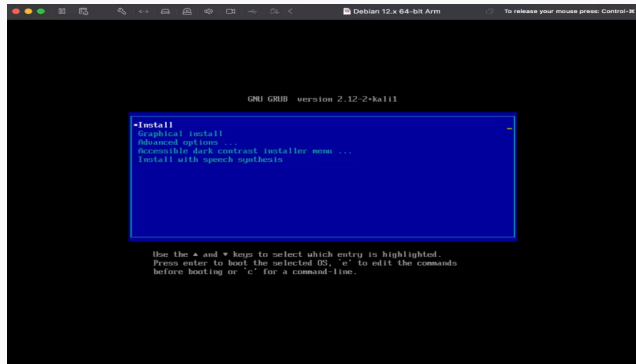 Debian 12.x 64-bit Arm
To release your mouse press: Control-⌘
GNU GRUB version 2.12-2+kali1
*Install
Graphical install
Advanced options ...
Accessible dark contrast installer menu ...
Install with speech synthesis
Use the ▲ and ▼ keys to select which entry is highlighted.
Press enter to boot the selected OS, `e' to edit the commands
before booting or `c' for a command-line.